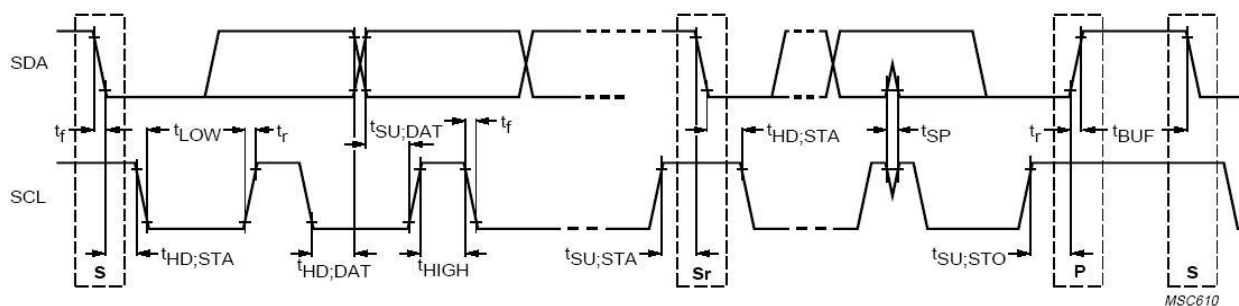 SDA
tf tLOW tr tSU;DAT tf tHD;STA tSP tr tBUF
SCL
tHD;STA tHD;DAT tHIGH tSU;STA tSU;STO
S Sr P S
MSC610